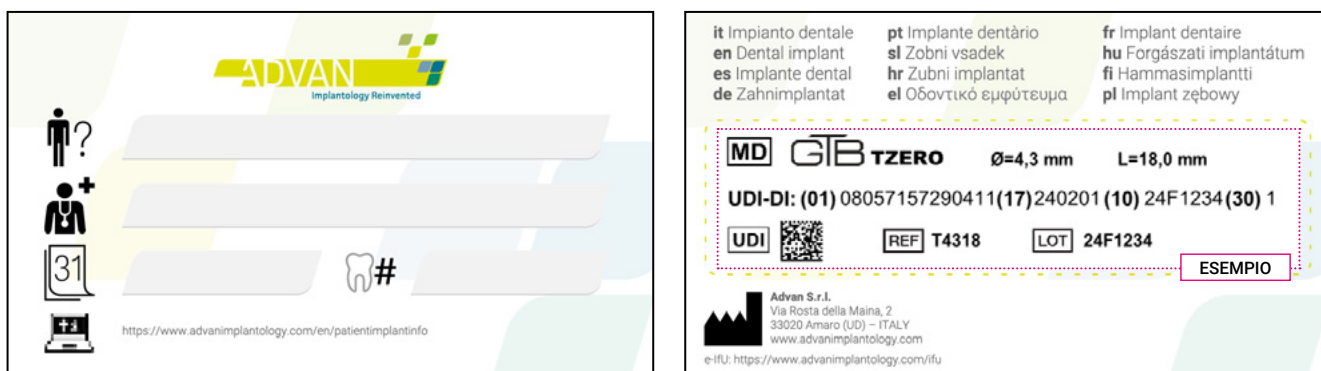 ADVAN
Implantology Reinvented
?
31
#
https://www.advanimplantology.com/en/patientimplantinfo
it Impianto dentale
en Dental implant
es Implante dental
de Zahnimplantat
pt Implante dentàrio
sl Zobni vsadek
hr Zubni implantat
el Οδοντικό εμφύτευμα
fr Implant dentaire
hu Forgászati implantátum
fi Hammasimplantti
pl Implant zębowy
MD GTB TZERO Ø=4,3 mm L=18,0 mm
UDI-DI: (01) 08057157290411(17)240201 (10) 24F1234(30) 1
UDI REF T4318 LOT 24F1234
ESEMPIO
Advan S.r.l.
Via Rosta della Maina, 2
33020 Amaro (UD) – ITALY
www.advanimplantology.com
e-IfU: https://www.advanimplantology.com/ifu